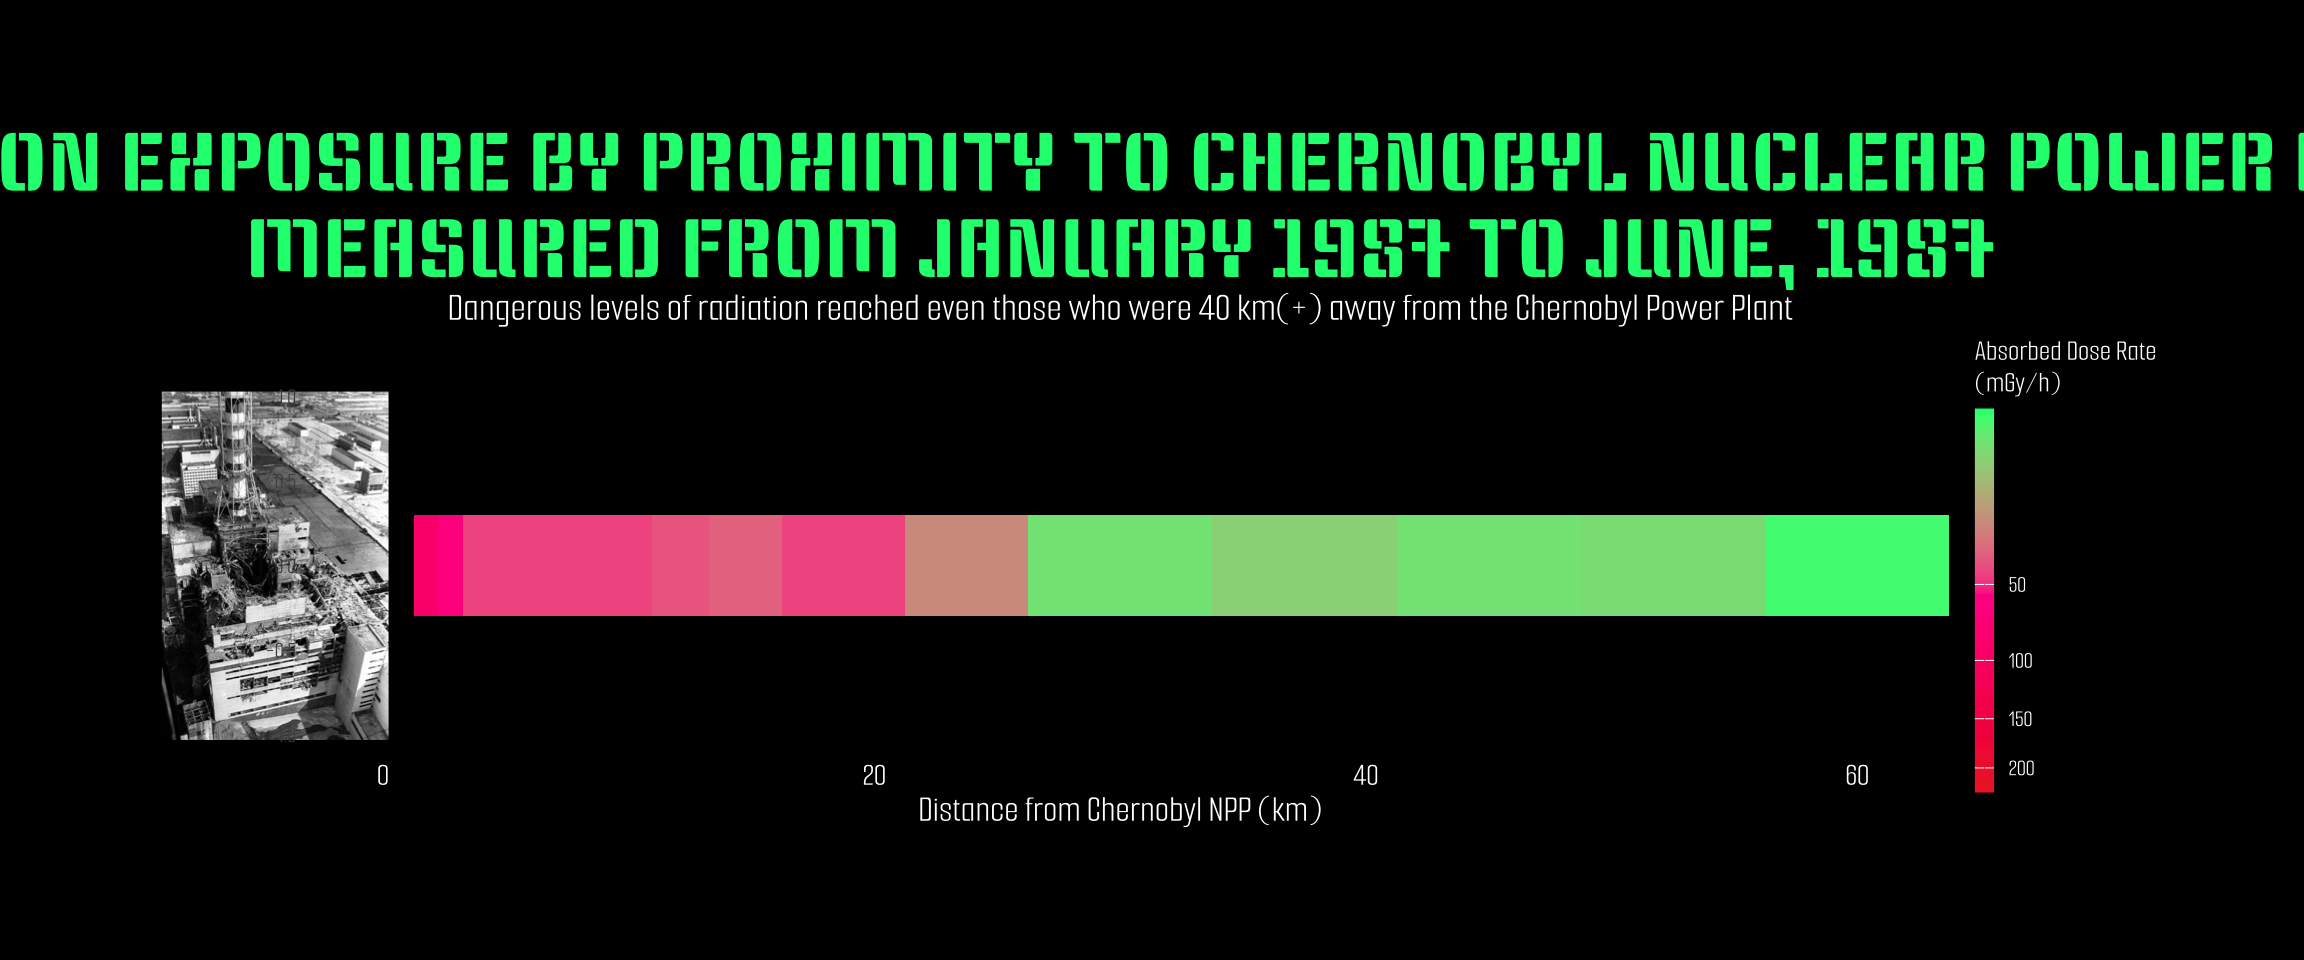 ON EXPOSURE BY PROXIMITY TO CHERNOBYL NUCLEAR POWER
MEASURED FROM JANUARY 1987 TO JUNE, 1987
Dangerous levels of radiation reached even those who were 40 km(+) away from the Chernobyl Power Plant
Absorbed Dose Rate
(mGy/h)
50
100
150
200
0 20 40 60
Distance from Chernobyl NPP (km)